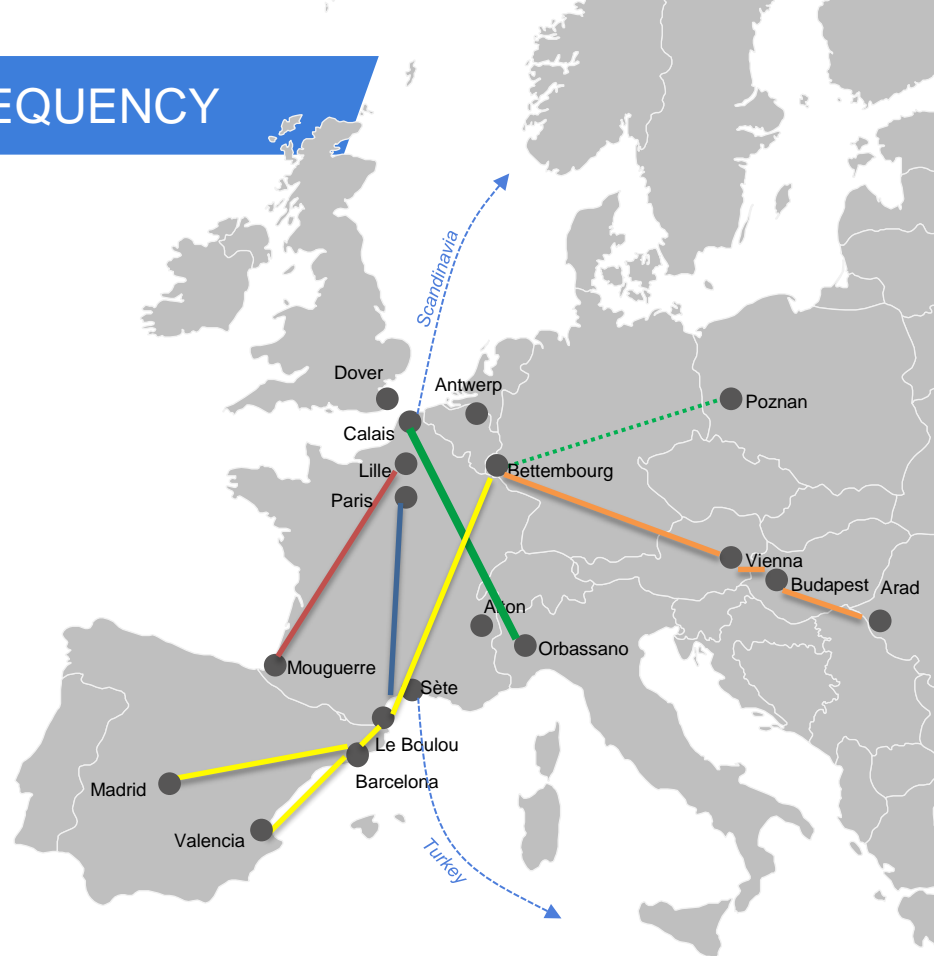 EQUENCY
Scandinavia
Dover
Antwerp
Poznan
Calais
Lille
Bettembourg
Paris
Vienna
Budapest
Arad
Aiton
Orbassano
Mouguerre
Sète
Le Boulou
Barcelona
Madrid
Valencia
Turkey